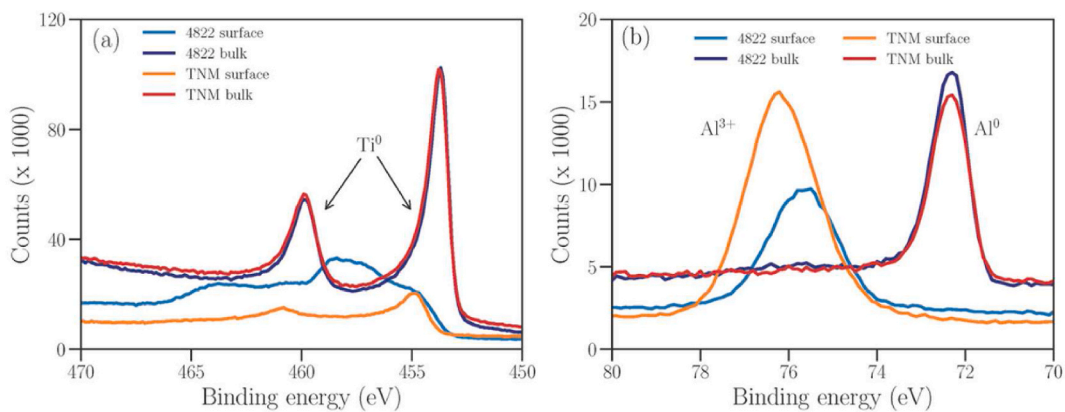 (a)
4822 surface
4822 bulk
TNM surface
TNM bulk
Ti⁰
Counts (x 1000)
120
80
40
0
470 465 460 455 450
Binding energy (eV)
(b)
4822 surface TNM surface
4822 bulk TNM bulk
Al³⁺
Al⁰
Counts (x 1000)
20
15
10
5
0
80 78 76 74 72 70
Binding energy (eV)